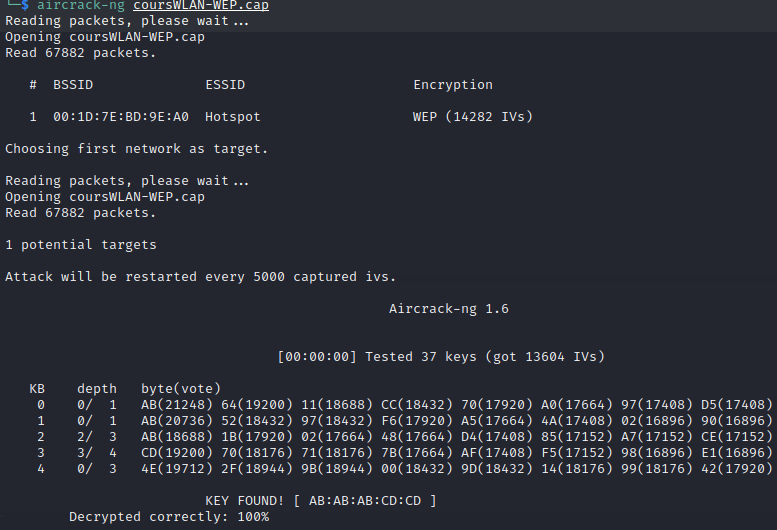 └─$ aircrack-ng coursWLAN-WEP.cap
Reading packets, please wait...
Opening coursWLAN-WEP.cap
Read 67882 packets.
# BSSID ESSID Encryption
1 00:1D:7E:BD:9E:A0 Hotspot WEP (14282 IVs)
Choosing first network as target.
Reading packets, please wait...
Opening coursWLAN-WEP.cap
Read 67882 packets.
1 potential targets
Attack will be restarted every 5000 captured ivs.
Aircrack-ng 1.6
[00:00:00] Tested 37 keys (got 13604 IVs)
KB depth byte(vote)
0 0/ 1 AB(21248) 64(19200) 11(18688) CC(18432) 70(17920) A0(17664) 97(17408) D5(17408)
1 0/ 1 AB(20736) 52(18432) 97(18432) F6(17920) A5(17664) 4A(17408) 02(16896) 90(16896)
2 2/ 3 AB(18688) 1B(17920) 02(17664) 48(17664) D4(17408) 85(17152) A7(17152) CE(17152)
3 3/ 4 CD(19200) 70(18176) 71(18176) 7B(17664) AF(17408) F5(17152) 98(16896) E1(16896)
4 0/ 3 4E(19712) 2F(18944) 9B(18944) 00(18432) 9D(18432) 14(18176) 99(18176) 42(17920)
KEY FOUND! [ AB:AB:AB:CD:CD ]
Decrypted correctly: 100%